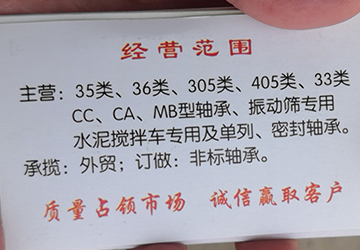 经营范围
主营：35类、36类、305类、405类、33类
CC、CA、MB型轴承、振动筛专用
水泥搅拌车专用及单列、密封轴承。
承揽：外贸；订做：非标轴承。
质量占领市场 诚信赢取客户